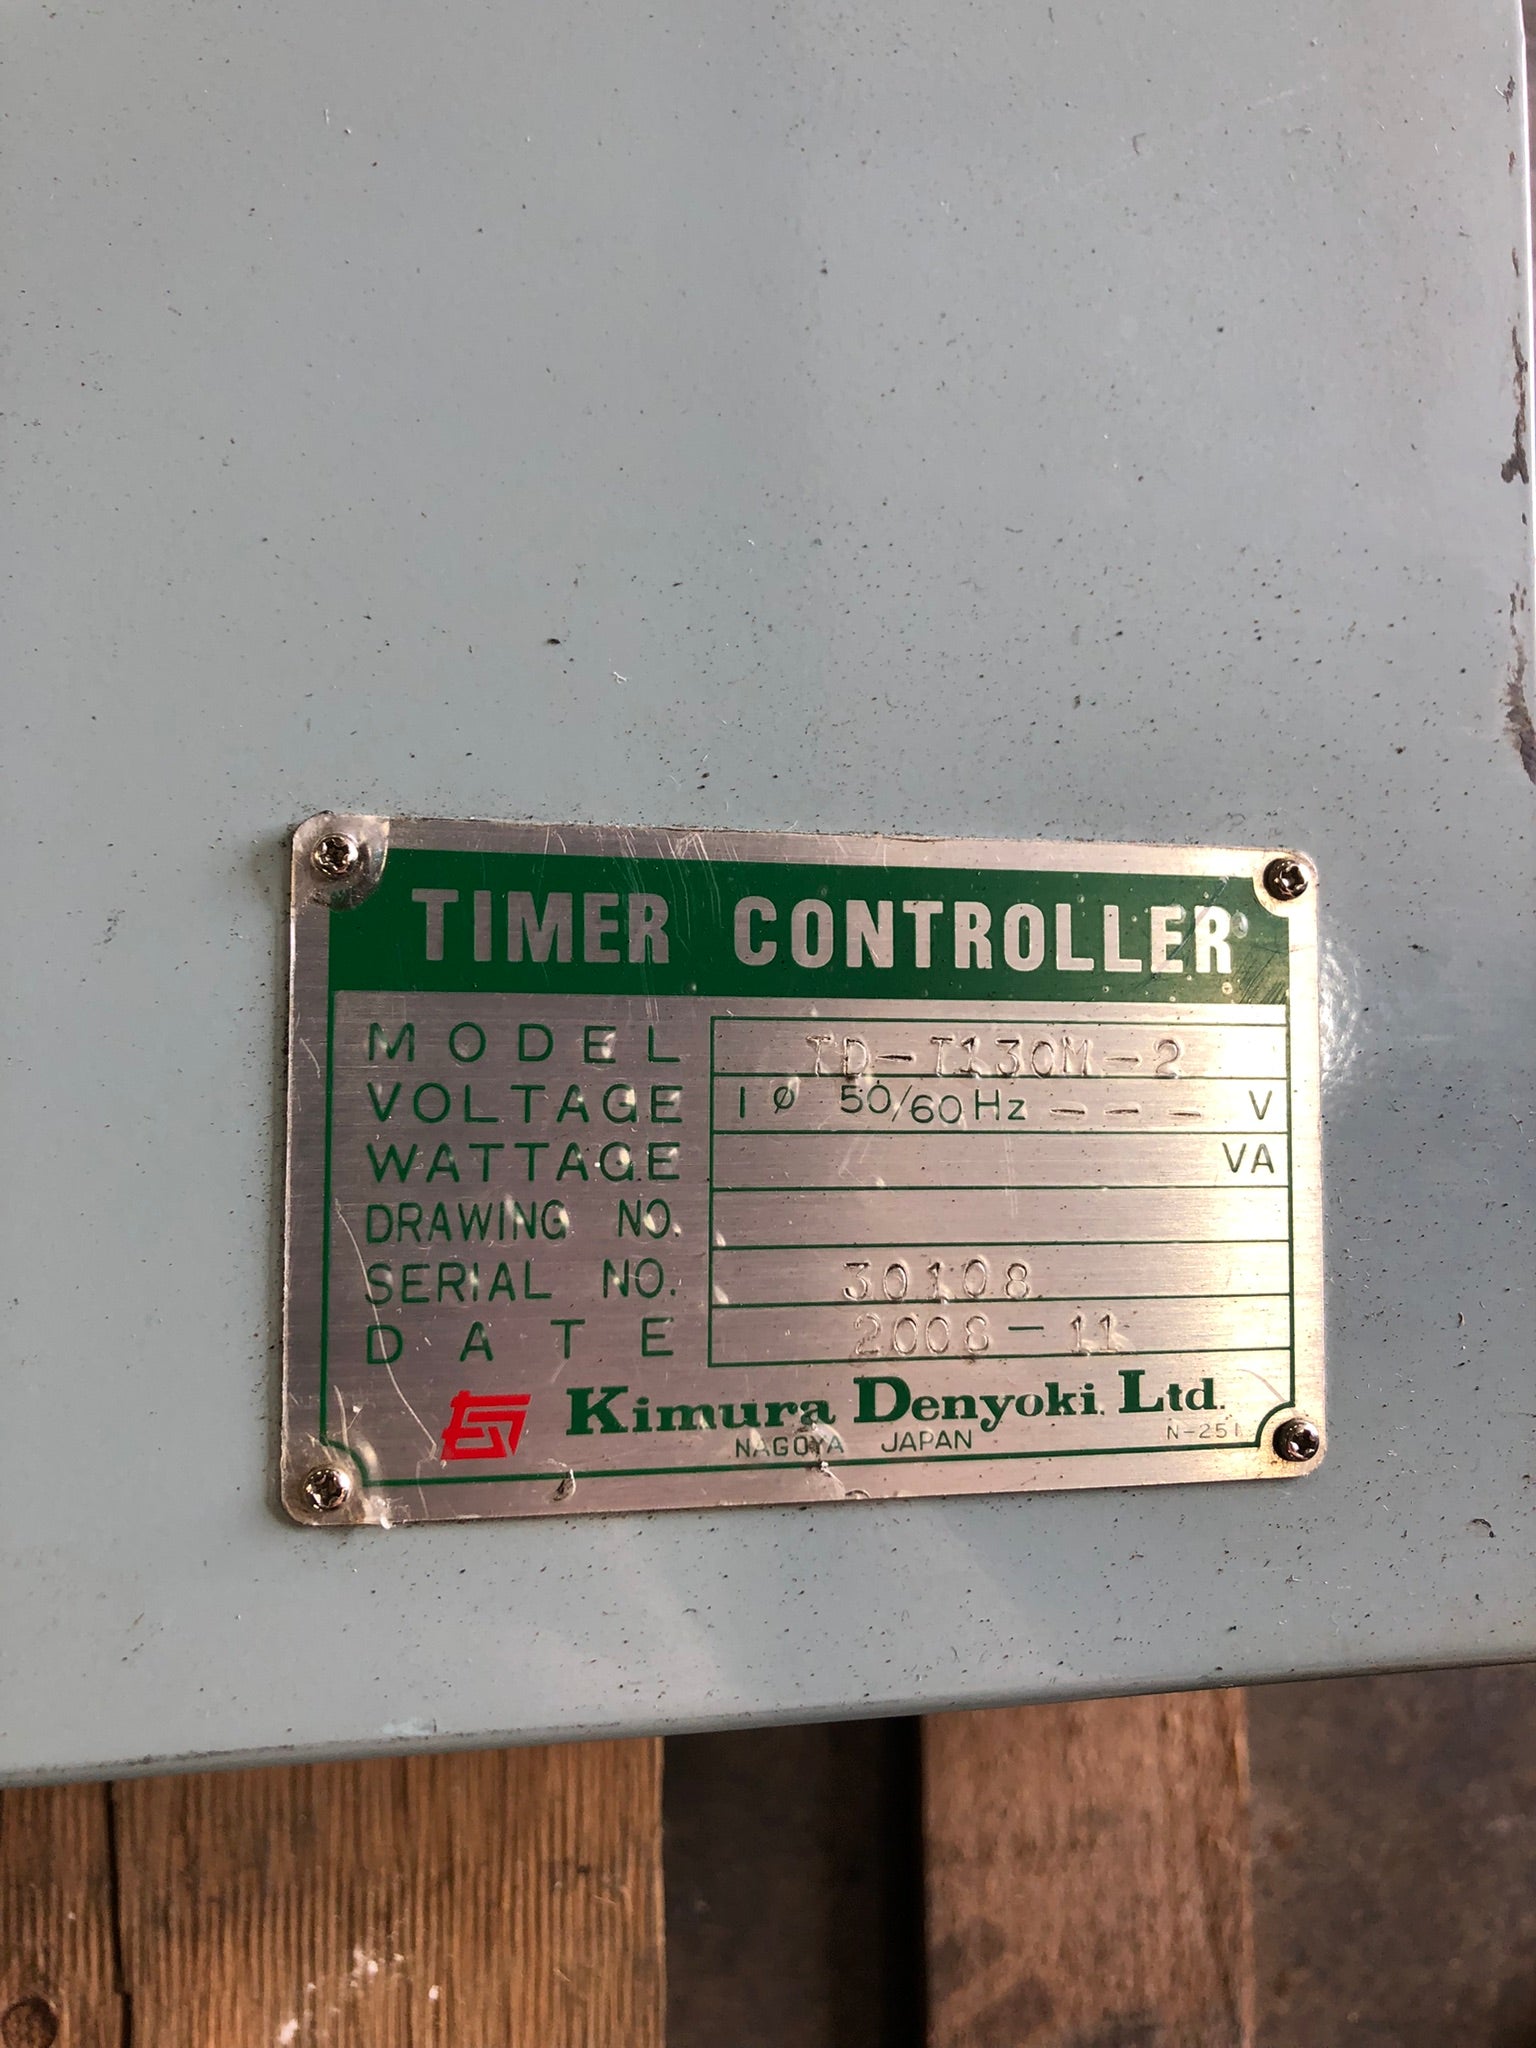 TIMER CONTROLLER
MODEL TD-T130M-2
VOLTAGE 1 ø 50/60Hz - - - V
WATTAGE VA
DRAWING NO.
SERIAL NO. 30108
DATE 2008-11
Kimura Denyoki. Ltd.
NAGOYA JAPAN N-251